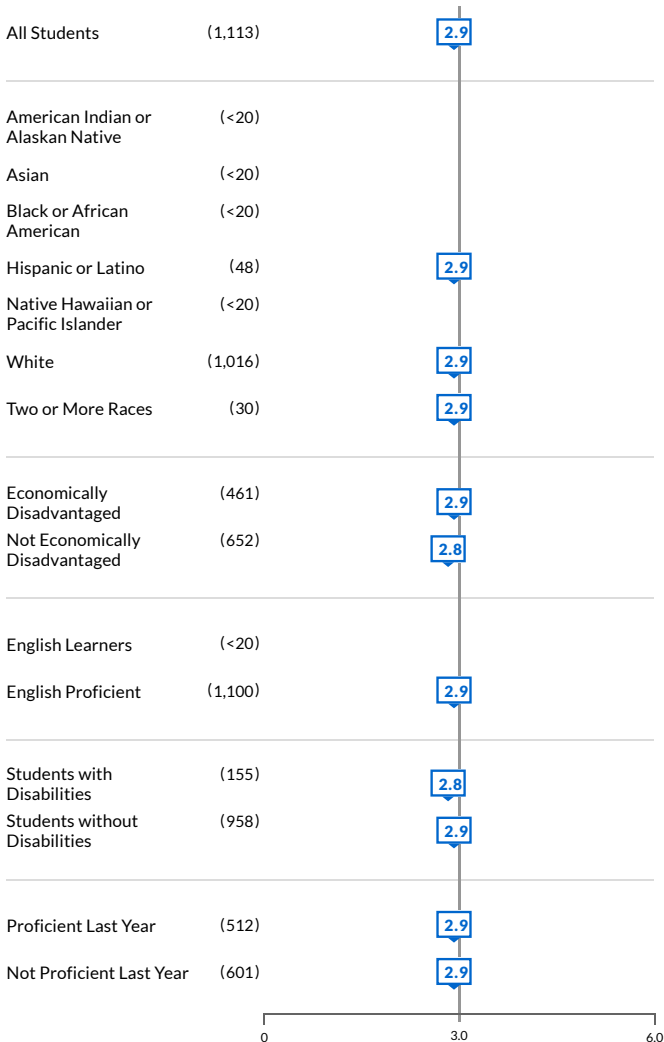 All Students (1,113) 2.9
American Indian or (<20)
Alaskan Native
Asian (<20)
Black or African (<20)
American
Hispanic or Latino (48) 2.9
Native Hawaiian or (<20)
Pacific Islander
White (1,016) 2.9
Two or More Races (30) 2.9
Economically (461) 2.9
Disadvantaged
Not Economically (652) 2.8
Disadvantaged
English Learners (<20)
English Proficient (1,100) 2.9
Students with (155) 2.8
Disabilities
Students without (958) 2.9
Disabilities
Proficient Last Year (512) 2.9
Not Proficient Last Year (601) 2.9
0 3.0 6.0